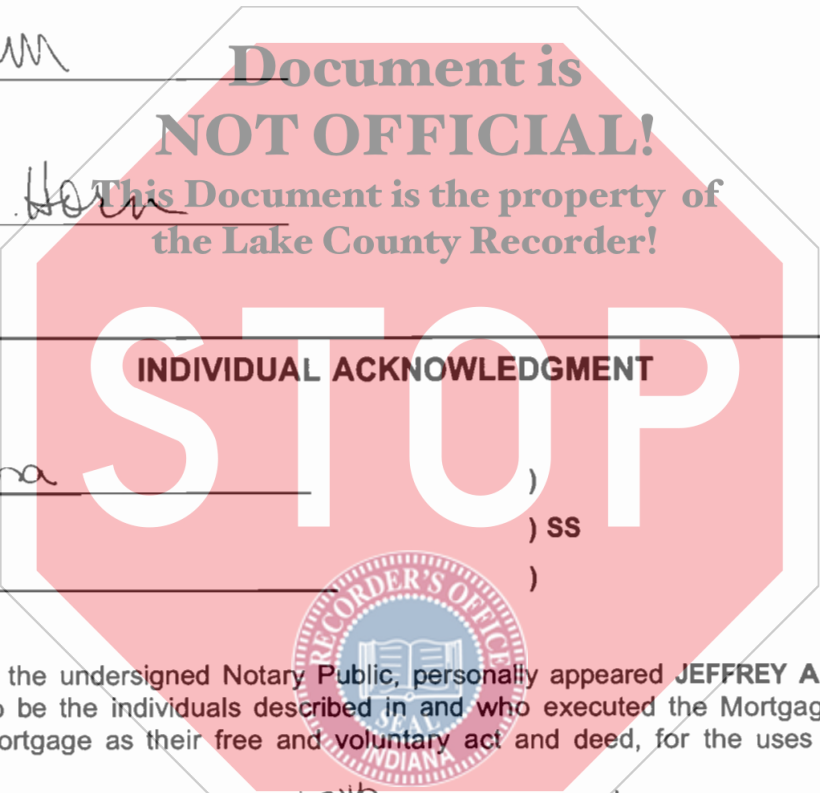 Document is
NOT OFFICIAL!
Horn
This Document is the property of
the Lake County Recorder!
STOP
INDIVIDUAL ACKNOWLEDGMENT
na )
) SS
)
RECORDER'S OFFICE
SEAL
INDIANA
the undersigned Notary Public, personally appeared JEFFREY A
o be the individuals described in and who executed the Mortgag
ortgage as their free and voluntary act and deed, for the uses